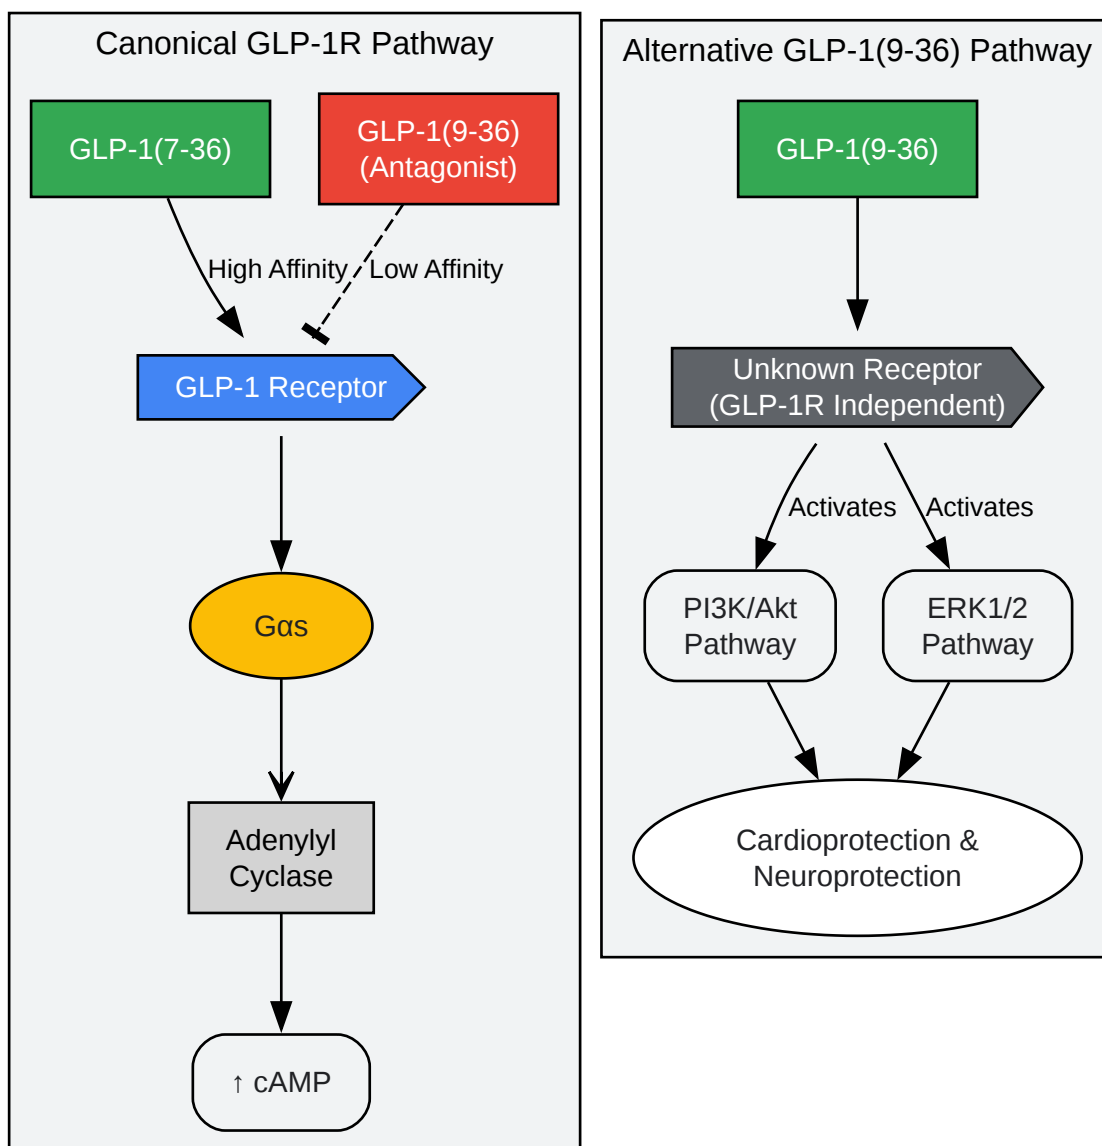 Canonical GLP-1R Pathway
GLP-1(7-36)
GLP-1(9-36)
(Antagonist)
High Affinity
Low Affinity
GLP-1 Receptor
Gαs
Adenylyl
Cyclase
↑ cAMP
Alternative GLP-1(9-36) Pathway
GLP-1(9-36)
Unknown Receptor
(GLP-1R Independent)
Activates
Activates
PI3K/Akt
Pathway
ERK1/2
Pathway
Cardioprotection &
Neuroprotection